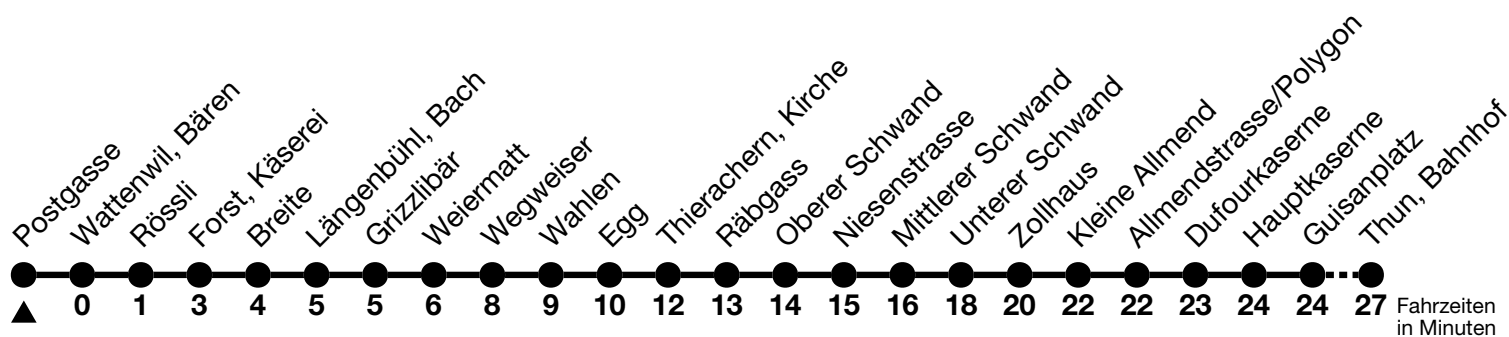 Postgasse
Wattenwil, Bären
Rössli
Forst, Käserei
Breite
Längenbühl, Bach
Grizzlibär
Weiermatt
Wegweiser
Wahlen
Egg
Thierachern, Kirche
Räbgass
Oberer Schwand
Niesenstrasse
Mittlerer Schwand
Unterer Schwand
Zollhaus
Kleine Allmend
Allmendstrasse/Polygon
Dufourkaserne
Hauptkaserne
Guisanplatz
Thun, Bahnhof
0 1 3 4 5 5 6 8 9 10 12 13 14 15 16 18 20 22 22 23 24 24 27
Fahrzeiten
in Minuten